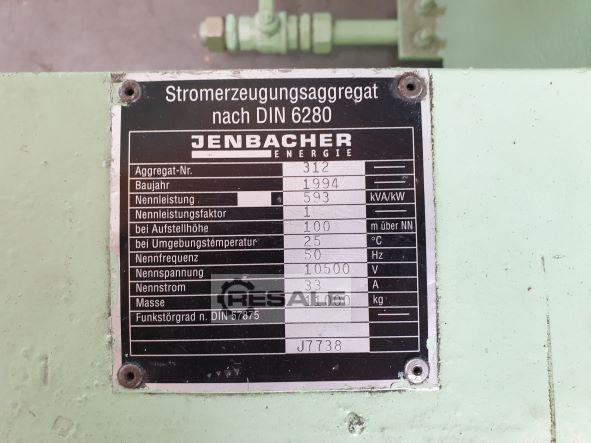 Stromerzeugungsaggregat
nach DIN 6280
JENBACHER
ENERGIE
Aggregat-Nr. 312
Baujahr 1994
Nennleistung 593 kVA/kW
Nennleistungsfaktor 1
bei Aufstellhöhe 100 m über NN
bei Umgebungstemperatur 25 °C
Nennfrequenz 50 Hz
Nennspannung 10500 V
Nennstrom 33 A
Masse kg
RESALE
Funkstörgrad n. DIN 57875
J7738